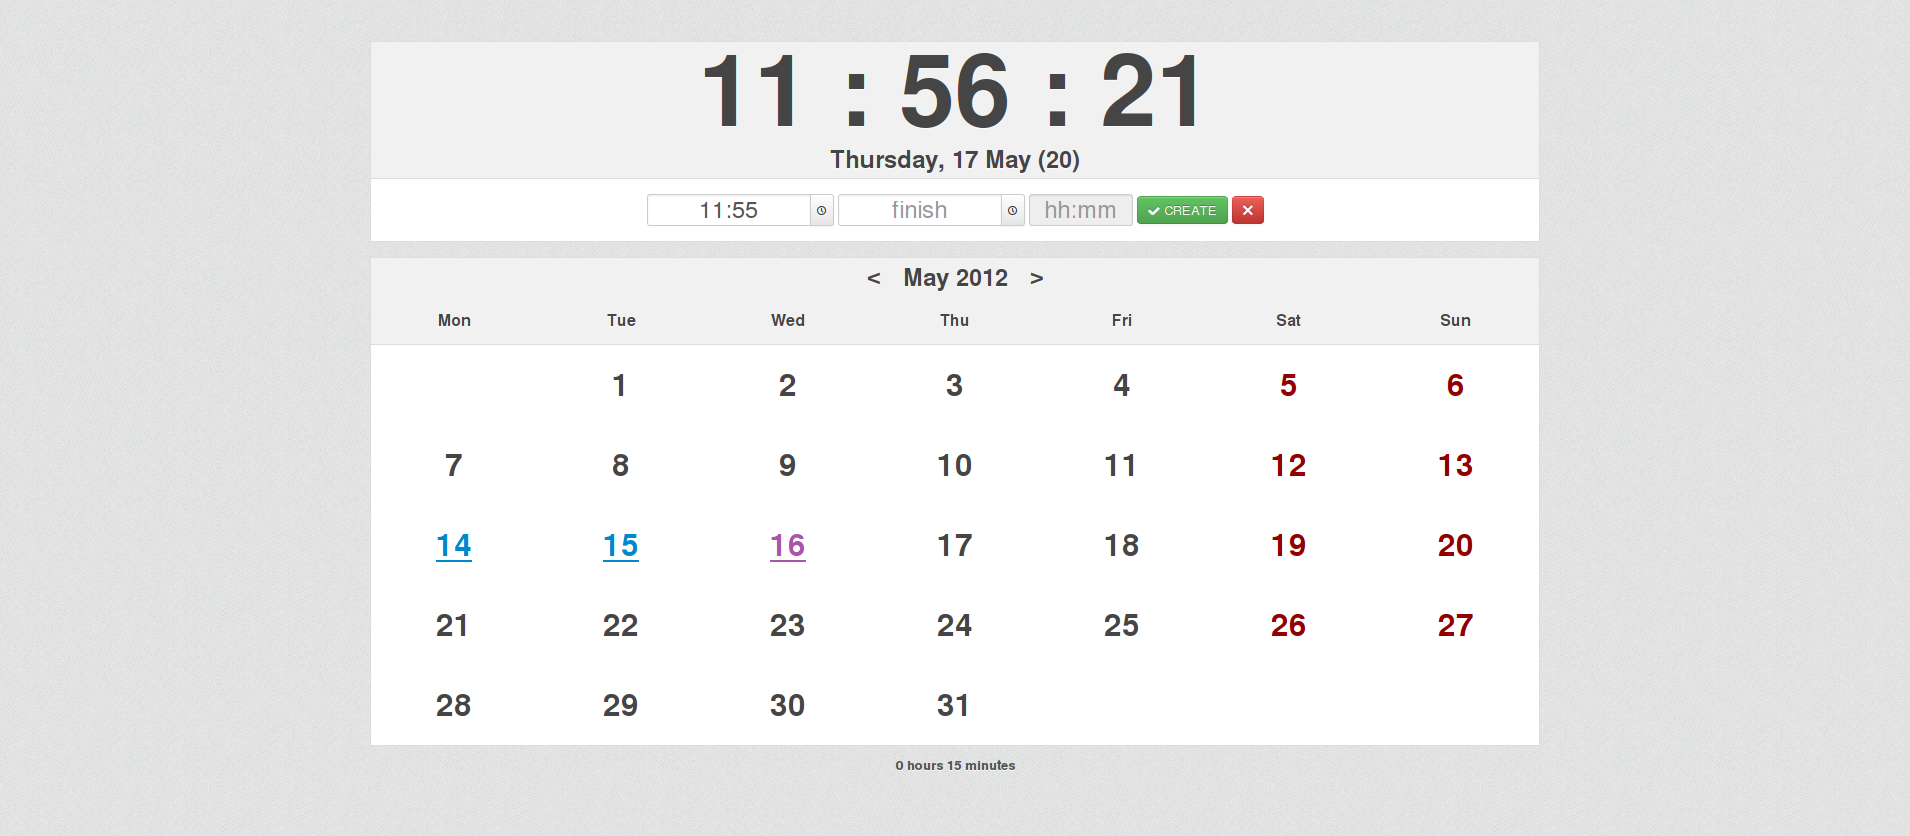 11 : 56 : 21
Thursday, 17 May (20)
11:55 finish hh:mm CREATE
< May 2012 >
Mon Tue Wed Thu Fri Sat Sun
1 2 3 4 5 6
7 8 9 10 11 12 13
14 15 16 17 18 19 20
21 22 23 24 25 26 27
28 29 30 31
0 hours 15 minutes